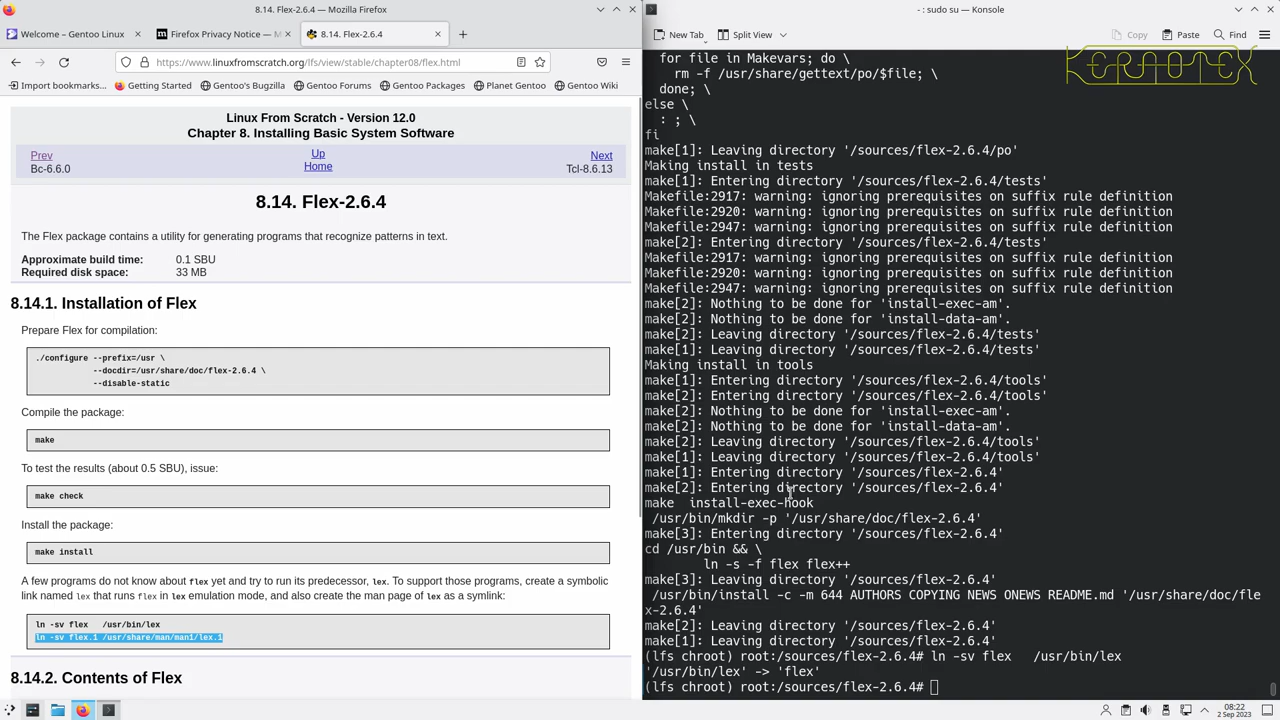 8.14. Flex-2.6.4 — Mozilla Firefox
Welcome – Gentoo Linux
Firefox Privacy Notice — M
8.14. Flex-2.6.4
https://www.linuxfromscratch.org/lfs/view/stable/chapter08/flex.html
Import bookmarks...
Getting Started
Gentoo's Bugzilla
Gentoo Forums
Gentoo Packages
Planet Gentoo
Gentoo Wiki
Linux From Scratch - Version 12.0
Chapter 8. Installing Basic System Software
Prev
Up
Next
Bc-6.6.0
Home
Tcl-8.6.13
8.14. Flex-2.6.4
The Flex package contains a utility for generating programs that recognize patterns in text.
Approximate build time: 0.1 SBU
Required disk space: 33 MB
8.14.1. Installation of Flex
Prepare Flex for compilation:
./configure --prefix=/usr \
--docdir=/usr/share/doc/flex-2.6.4 \
--disable-static
Compile the package:
make
To test the results (about 0.5 SBU), issue:
make check
Install the package:
make install
A few programs do not know about flex yet and try to run its predecessor, lex. To support those programs, create a symbolic
link named lex that runs flex in lex emulation mode, and also create the man page of lex as a symlink:
ln -sv flex   /usr/bin/lex
ln -sv flex.1 /usr/share/man/man1/lex.1
8.14.2. Contents of Flex
- : sudo su — Konsole
New Tab
Split View
Copy
Paste
Find
KERNOTEX
for file in Makevars; do \
rm -f /usr/share/gettext/po/$file; \
done; \
else \
: ; \
fi
make[1]: Leaving directory '/sources/flex-2.6.4/po'
Making install in tests
make[1]: Entering directory '/sources/flex-2.6.4/tests'
Makefile:2917: warning: ignoring prerequisites on suffix rule definition
Makefile:2920: warning: ignoring prerequisites on suffix rule definition
Makefile:2947: warning: ignoring prerequisites on suffix rule definition
make[2]: Entering directory '/sources/flex-2.6.4/tests'
Makefile:2917: warning: ignoring prerequisites on suffix rule definition
Makefile:2920: warning: ignoring prerequisites on suffix rule definition
Makefile:2947: warning: ignoring prerequisites on suffix rule definition
make[2]: Nothing to be done for 'install-exec-am'.
make[2]: Nothing to be done for 'install-data-am'.
make[2]: Leaving directory '/sources/flex-2.6.4/tests'
make[1]: Leaving directory '/sources/flex-2.6.4/tests'
Making install in tools
make[1]: Entering directory '/sources/flex-2.6.4/tools'
make[2]: Entering directory '/sources/flex-2.6.4/tools'
make[2]: Nothing to be done for 'install-exec-am'.
make[2]: Nothing to be done for 'install-data-am'.
make[2]: Leaving directory '/sources/flex-2.6.4/tools'
make[1]: Leaving directory '/sources/flex-2.6.4/tools'
make[1]: Entering directory '/sources/flex-2.6.4'
make[2]: Entering directory '/sources/flex-2.6.4'
make  install-exec-hook
/usr/bin/mkdir -p '/usr/share/doc/flex-2.6.4'
make[3]: Entering directory '/sources/flex-2.6.4'
cd /usr/bin && \
ln -s -f flex flex++
make[3]: Leaving directory '/sources/flex-2.6.4'
/usr/bin/install -c -m 644 AUTHORS COPYING NEWS ONEWS README.md '/usr/share/doc/fle
x-2.6.4'
make[2]: Leaving directory '/sources/flex-2.6.4'
make[1]: Leaving directory '/sources/flex-2.6.4'
(lfs chroot) root:/sources/flex-2.6.4# ln -sv flex   /usr/bin/lex
'/usr/bin/lex' -> 'flex'
(lfs chroot) root:/sources/flex-2.6.4#
08:22
2 Sep 2023